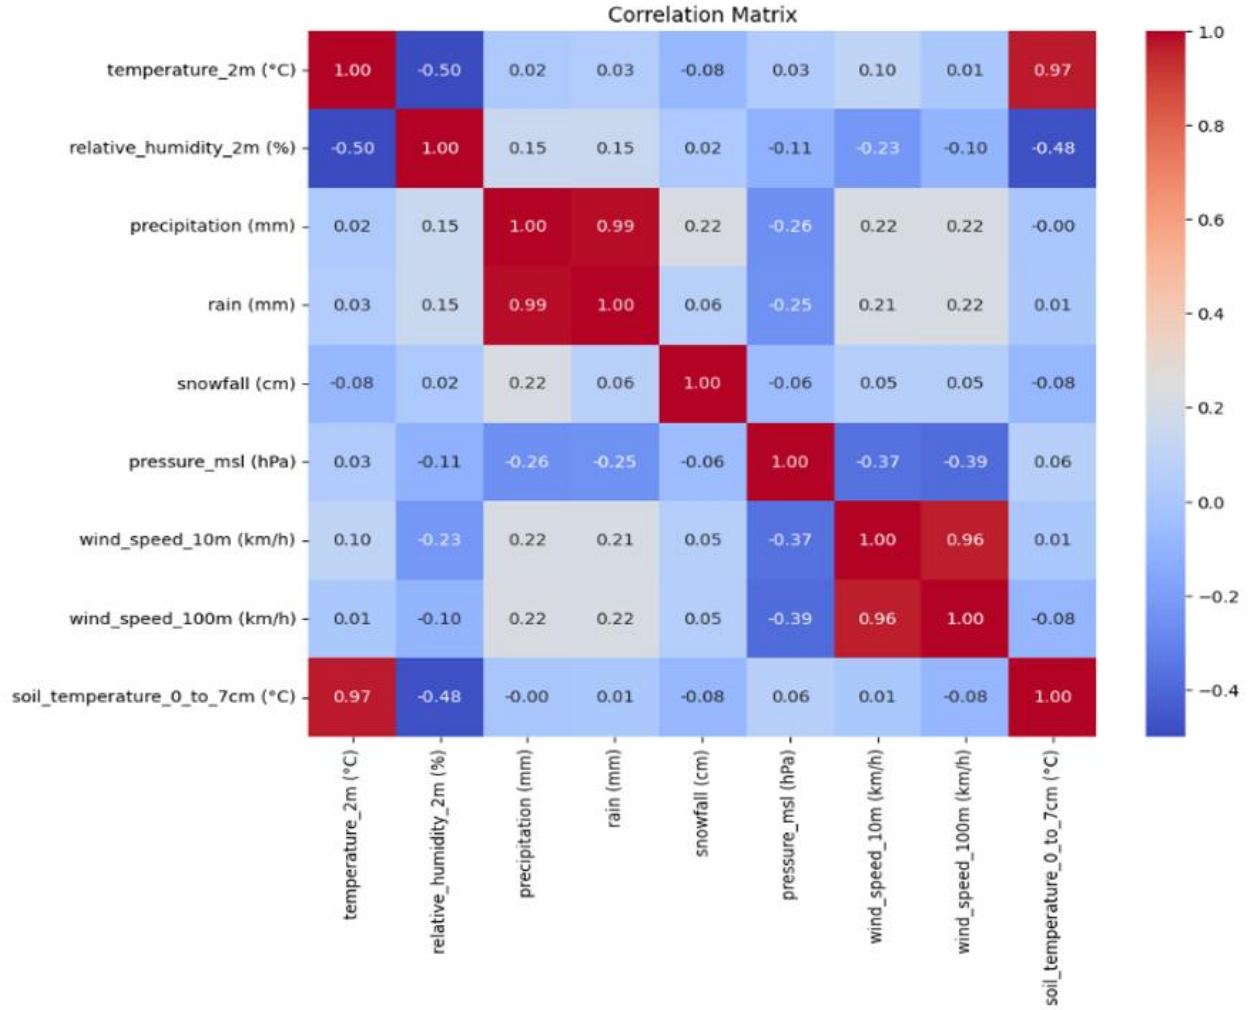 Correlation Matrix
temperature_2m (°C) 1.00 -0.50 0.02 0.03 -0.08 0.03 0.10 0.01 0.97
relative_humidity_2m (%) -0.50 1.00 0.15 0.15 0.02 -0.11 -0.23 -0.10 -0.48
precipitation (mm) 0.02 0.15 1.00 0.99 0.22 -0.26 0.22 0.22 -0.00
rain (mm) 0.03 0.15 0.99 1.00 0.06 -0.25 0.21 0.22 0.01
snowfall (cm) -0.08 0.02 0.22 0.06 1.00 -0.06 0.05 0.05 -0.08
pressure_msl (hPa) 0.03 -0.11 -0.26 -0.25 -0.06 1.00 -0.37 -0.39 0.06
wind_speed_10m (km/h) 0.10 -0.23 0.22 0.21 0.05 -0.37 1.00 0.96 0.01
wind_speed_100m (km/h) 0.01 -0.10 0.22 0.22 0.05 -0.39 0.96 1.00 -0.08
soil_temperature_0_to_7cm (°C) 0.97 -0.48 -0.00 0.01 -0.08 0.06 0.01 -0.08 1.00
temperature_2m (°C)
relative_humidity_2m (%)
precipitation (mm)
rain (mm)
snowfall (cm)
pressure_msl (hPa)
wind_speed_10m (km/h)
wind_speed_100m (km/h)
soil_temperature_0_to_7cm (°C)
1.0
0.8
0.6
0.4
0.2
0.0
−0.2
−0.4